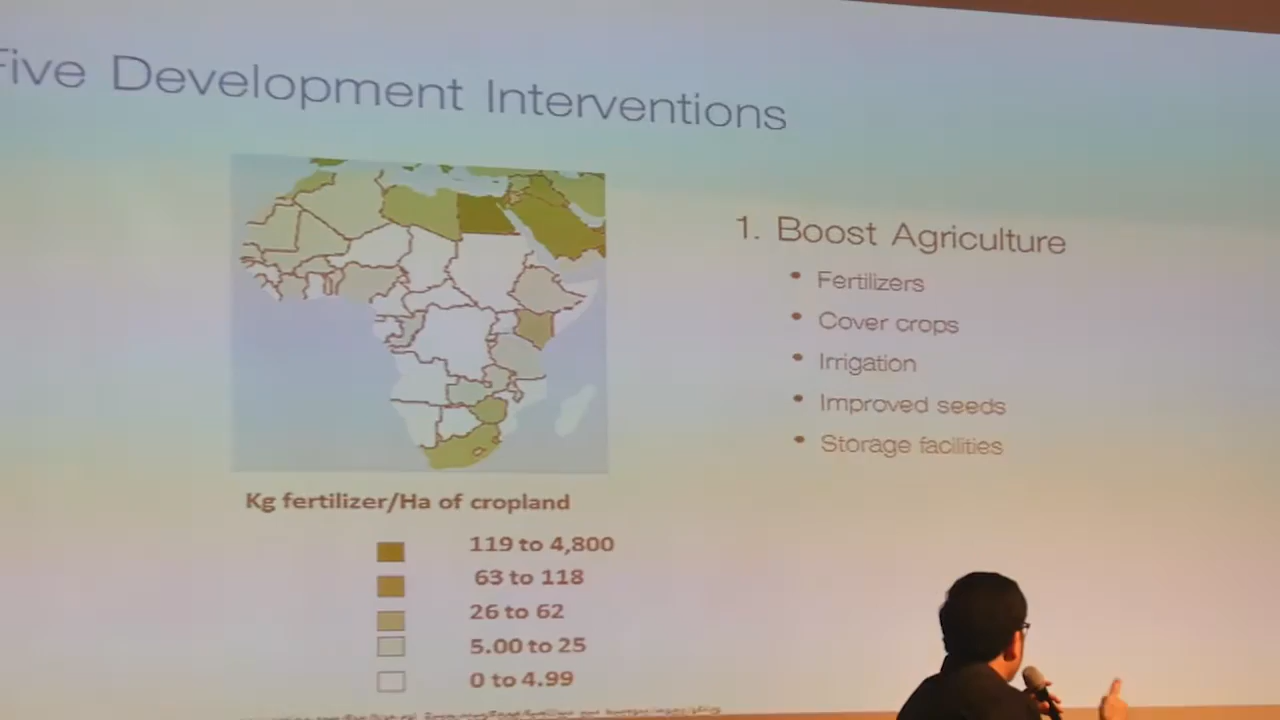 Five Development Interventions
1. Boost Agriculture
• Fertilizers
• Cover crops
• Irrigation
• Improved seeds
• Storage facilities
Kg fertilizer/Ha of cropland
119 to 4,800
63 to 118
26 to 62
5.00 to 25
0 to 4.99